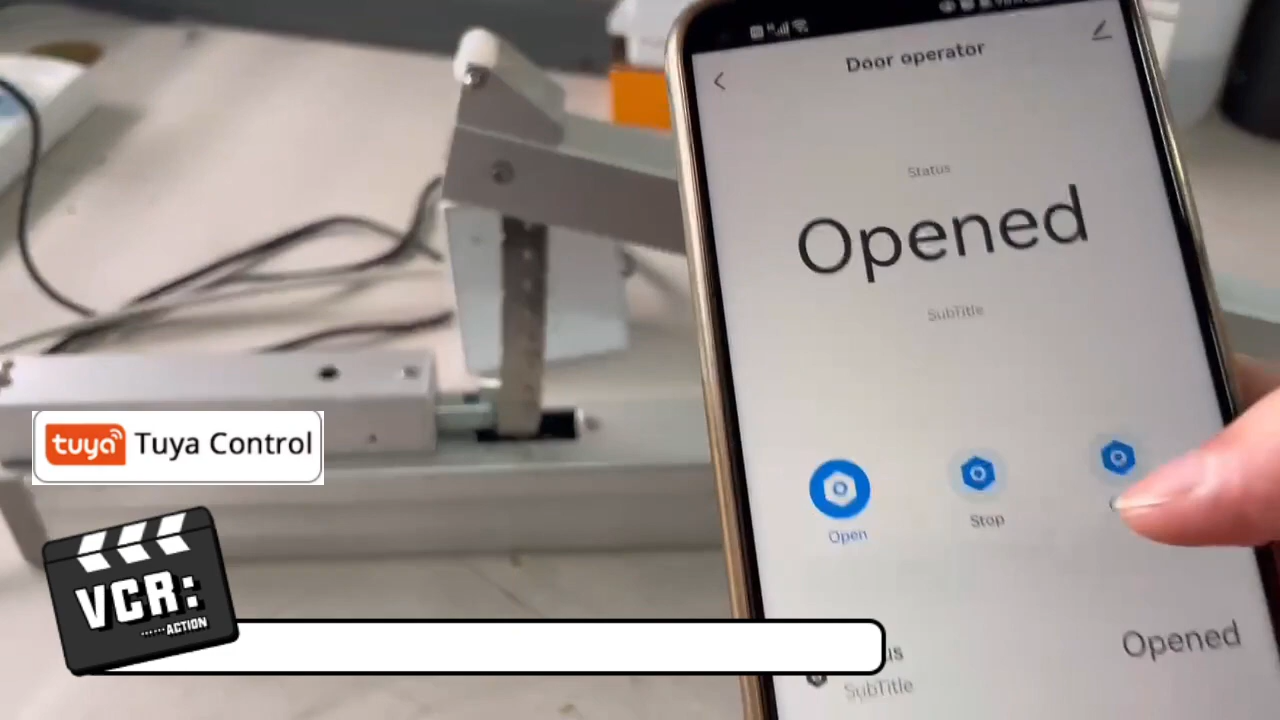 Door operator
Status
Opened
SubTitle
Open
Stop
Opened
SubTitle
tuya Tuya Control
VCR:
······ACTION